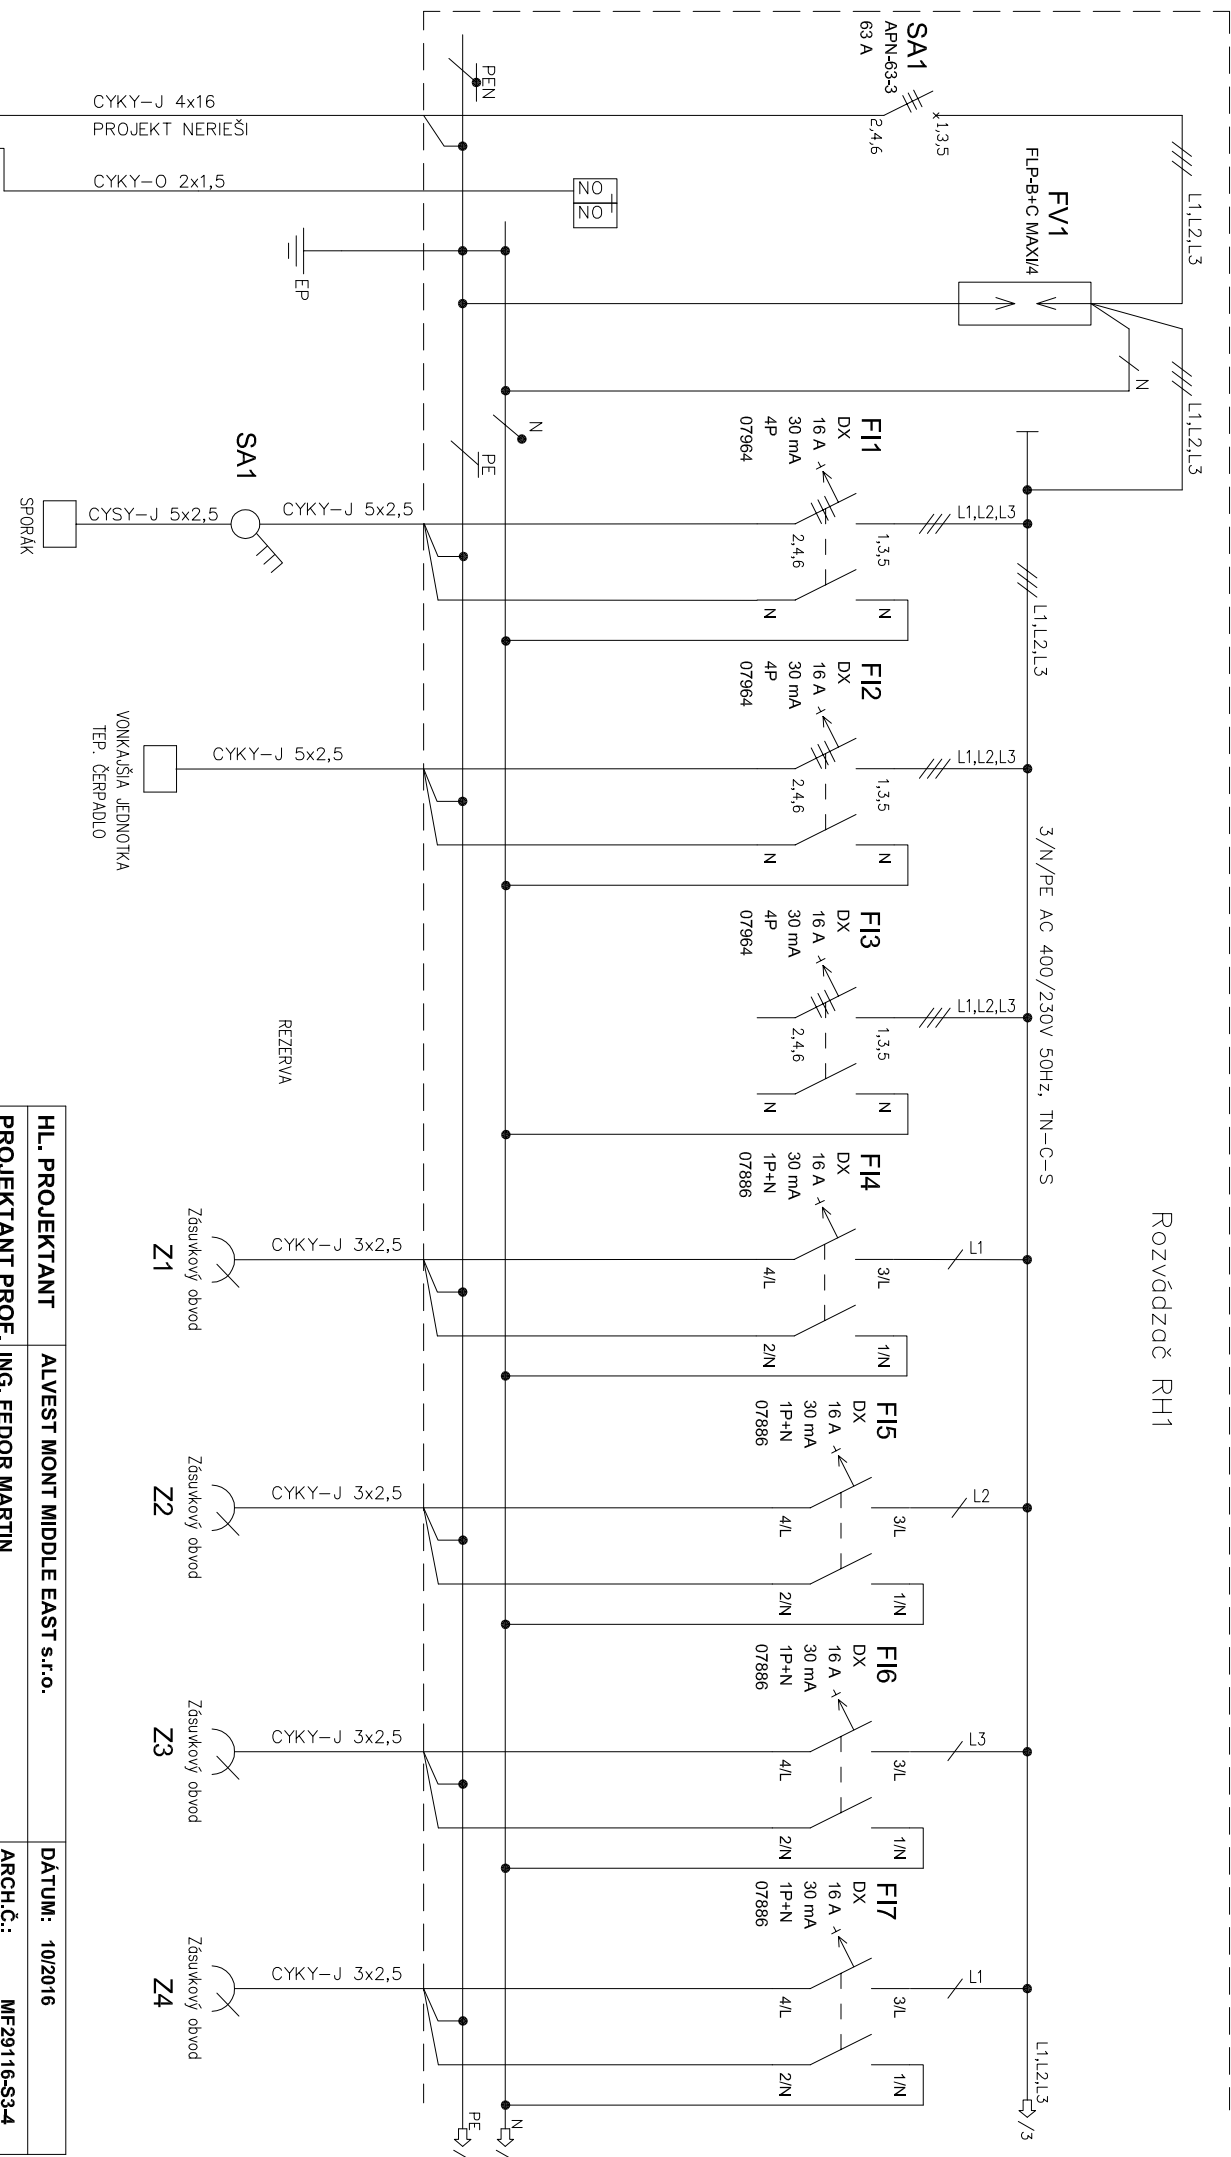 Rozvádzač RH1
SA1
APN-63-3
63 A
x1,3,5
2,4,6
L1,L2,L3
FV1
FLP-B+C MAXI/4
L1,L2,L3
N
L1,L2,L3
3/N/PE AC 400/230V 50Hz, TN-C-S
L1,L2,L3
/3
PEN
CYKY-J 4x16
PROJEKT NERIEŠI
CYKY-O 2x1,5
NO
NO
EP
N
PE
FI1
DX
16 A
30 mA
4P
07964
L1,L2,L3
1,3,5
2,4,6
N
N
CYKY-J 5x2,5
SA1
CYSY-J 5x2,5
SPORÁK
FI2
DX
16 A
30 mA
4P
07964
L1,L2,L3
1,3,5
2,4,6
N
N
CYKY-J 5x2,5
VONKAJŠIA JEDNOTKA
TEP. ČERPADLO
FI3
DX
16 A
30 mA
4P
07964
L1,L2,L3
1,3,5
2,4,6
N
N
REZERVA
FI4
DX
16 A
30 mA
1P+N
07886
L1
3/L
4/L
1/N
2/N
CYKY-J 3x2,5
Zásuvkový obvod
Z1
FI5
DX
16 A
30 mA
1P+N
07886
L2
3/L
4/L
1/N
2/N
CYKY-J 3x2,5
Zásuvkový obvod
Z2
FI6
DX
16 A
30 mA
1P+N
07886
L3
3/L
4/L
1/N
2/N
CYKY-J 3x2,5
Zásuvkový obvod
Z3
FI7
DX
16 A
30 mA
1P+N
07886
L1
3/L
4/L
1/N
2/N
CYKY-J 3x2,5
Zásuvkový obvod
Z4
N
/
PE
/
HL. PROJEKTANT ALVEST MONT MIDDLE EAST s.r.o. DÁTUM: 10/2016
PROJEKTANT PROF. ING. FEDOR MARTIN ARCH.Č.: MF29116-S3-4